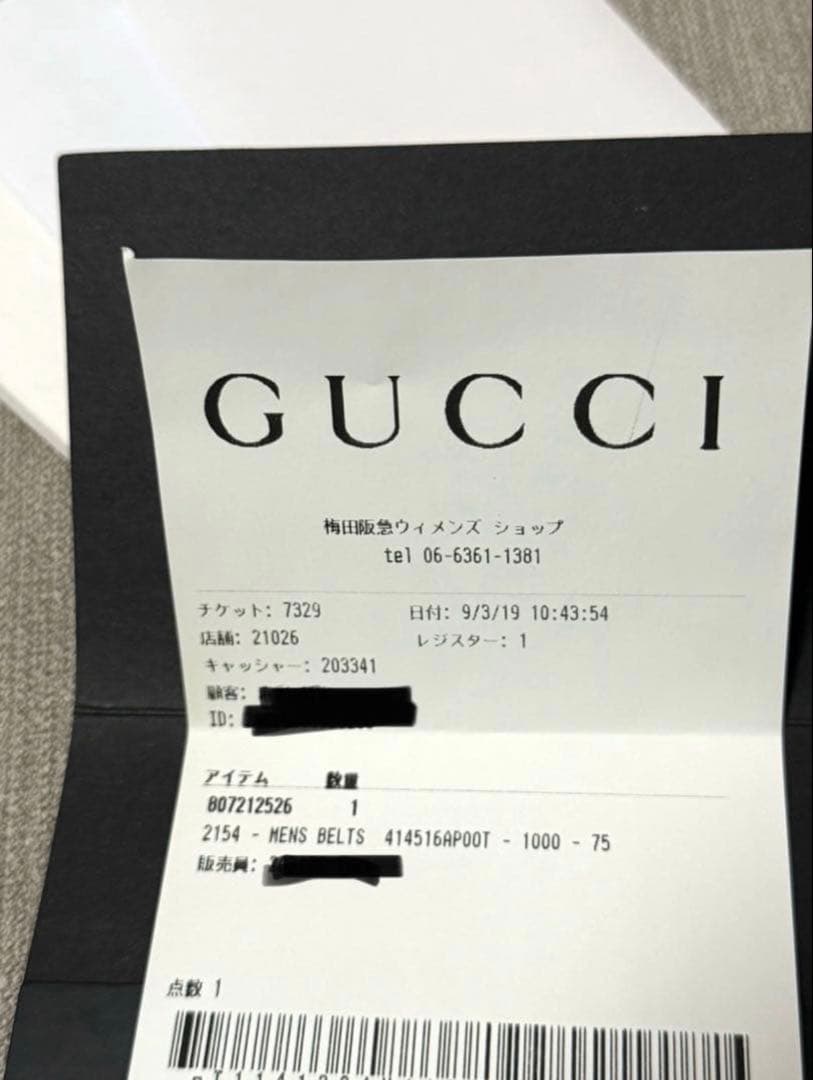 GUCCI
梅田阪急ウィメンズ ショップ
tel 06-6361-1381
チケット: 7329 日付: 9/3/19 10:43:54
店舗: 21026 レジスター: 1
キャッシャー: 203341
顧客:
ID:
アイテム 数量
807212526 1
2154 - MENS BELTS 414516AP00T - 1000 - 75
販売員:
点数 1